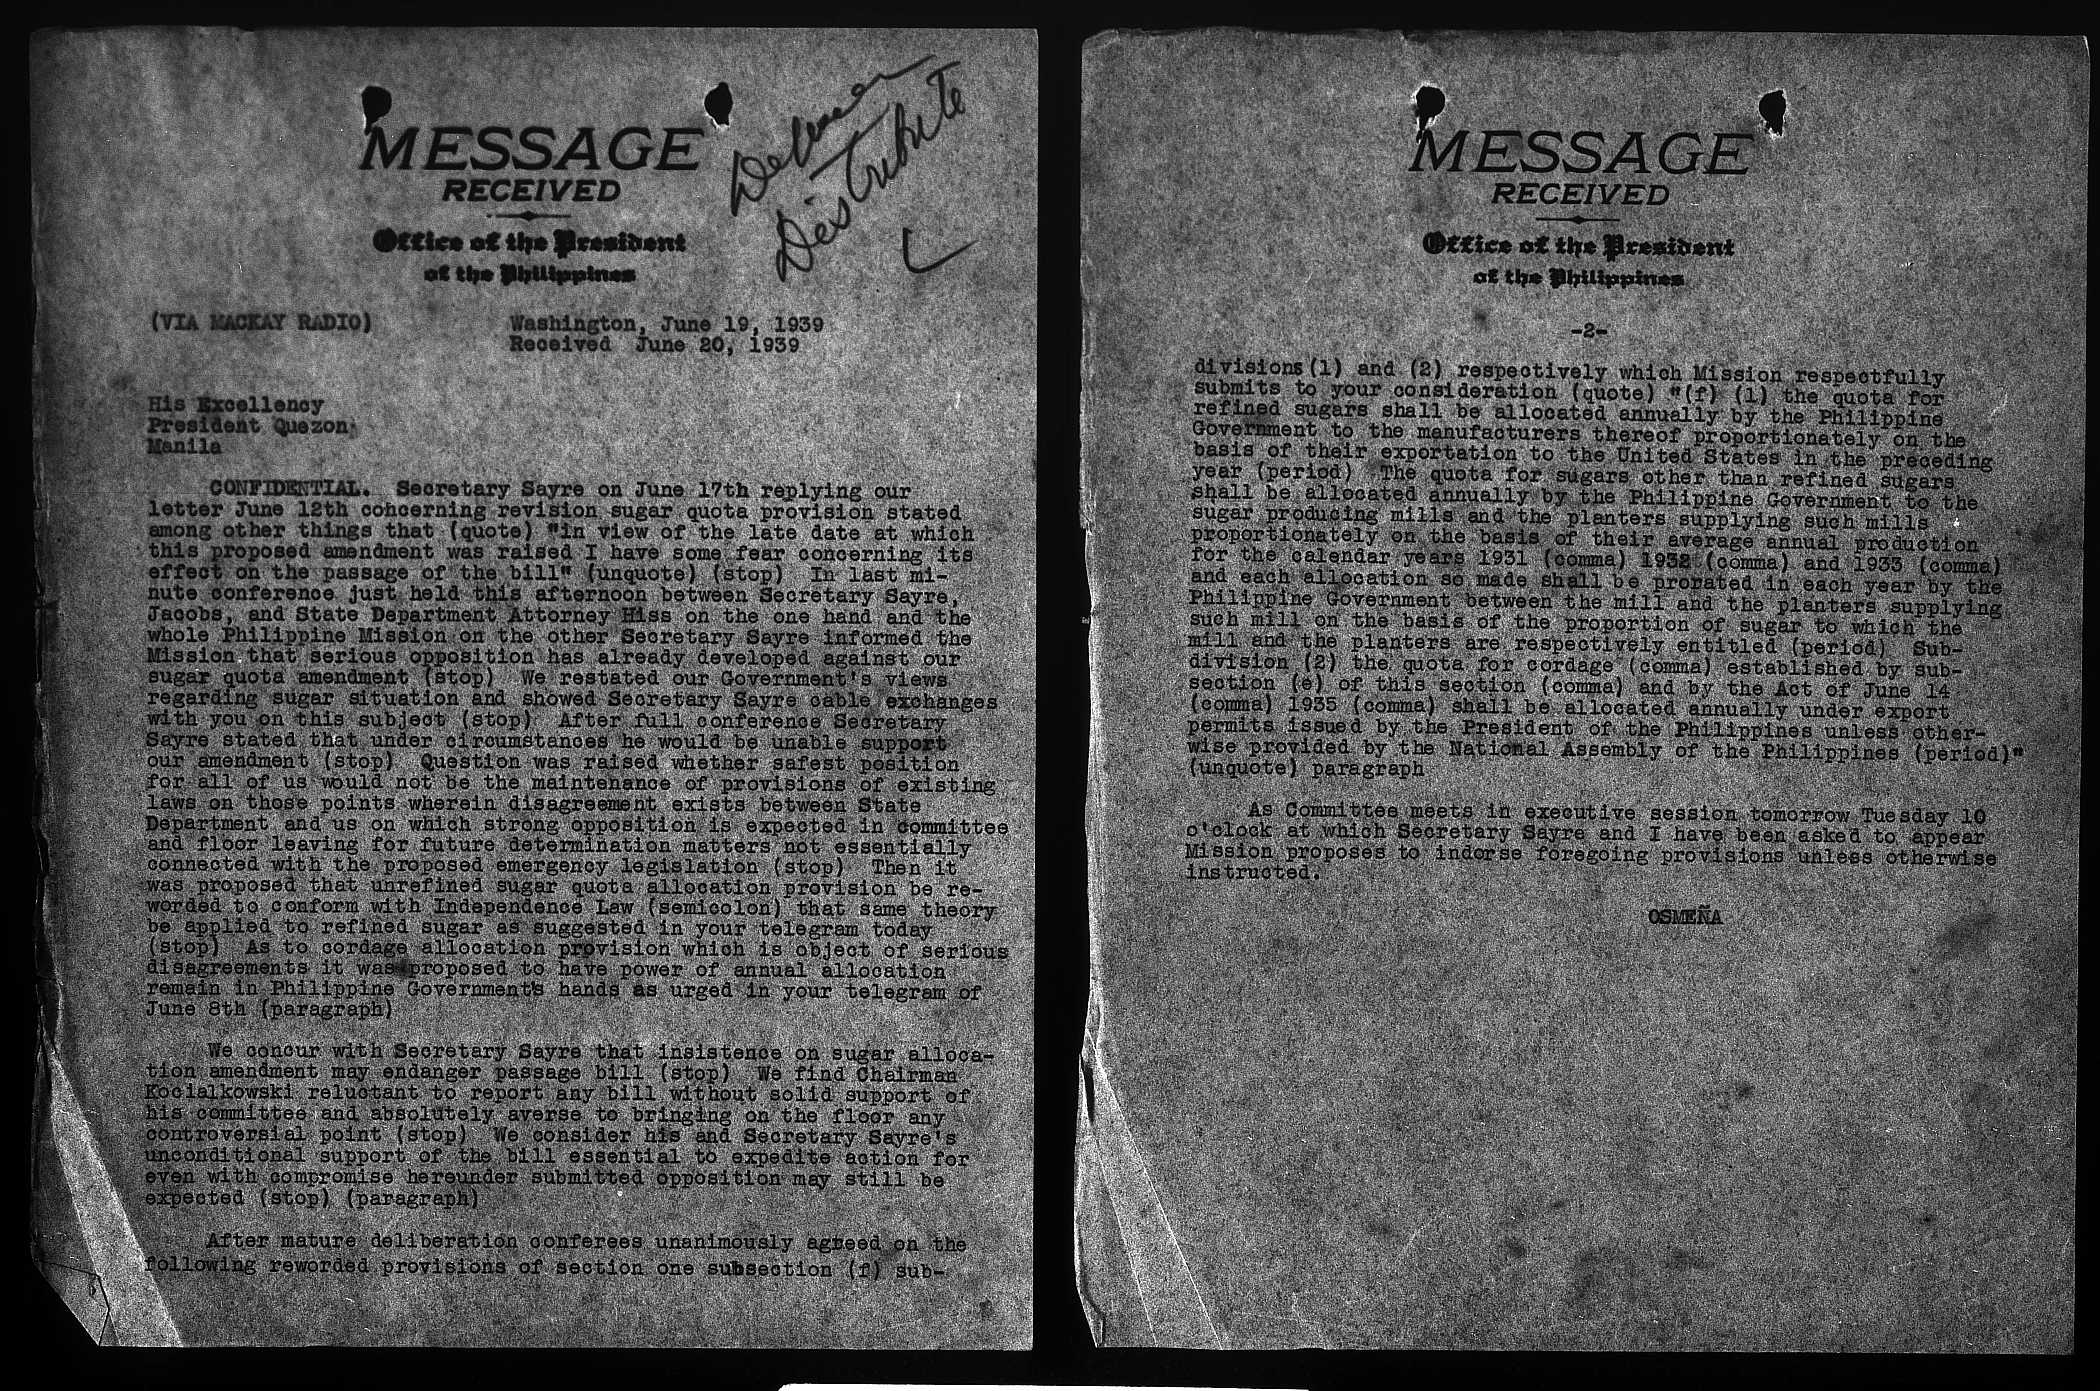 MESSAGE
RECEIVED
Office of the President
of the Philippines
Distribute
(VIA MACKAY RADIO)
Washington, June 19, 1939
Received June 20, 1939
His Excellency
President Quezon
Manila
CONFIDENTIAL. Secretary Sayre on June 17th replying our
letter June 12th concerning revision sugar quota provision stated
among other things that (quote) "in view of the late date at which
this proposed amendment was raised I have some fear concerning its
effect on the passage of the bill" (unquote) (stop) In last mi-
nute conference just held this afternoon between Secretary Sayre,
Jacobs, and State Department Attorney Hiss on the one hand and the
whole Philippine Mission on the other Secretary Sayre informed the
Mission that serious opposition has already developed against our
sugar quota amendment (stop) We restated our Government's views
regarding sugar situation and showed Secretary Sayre cable exchanges
with you on this subject (stop) After full conference Secretary
Sayre stated that under circumstances he would be unable support
our amendment (stop) Question was raised whether safest position
for all of us would not be the maintenance of provisions of existing
laws on those points wherein disagreement exists between State
Department and us on which strong opposition is expected in committee
and floor leaving for future determination matters not essentially
connected with the proposed emergency legislation (stop) Then it
was proposed that unrefined sugar quota allocation provision be re-
worded to conform with Independence Law (semicolon) that same theory
be applied to refined sugar as suggested in your telegram today
(stop) As to cordage allocation provision which is object of serious
disagreements it was proposed to have power of annual allocation
remain in Philippine Government's hands as urged in your telegram of
June 8th (paragraph)
We concur with Secretary Sayre that insistence on sugar alloca-
tion amendment may endanger passage bill (stop) We find Chairman
Kocialkowski reluctant to report any bill without solid support of
his committee and absolutely averse to bringing on the floor any
controversial point (stop) We consider his and Secretary Sayre's
unconditional support of the bill essential to expedite action for
even with compromise hereunder submitted opposition may still be
expected (stop) (paragraph)
After mature deliberation conferees unanimously agreed on the
following reworded provisions of section one subsection (f) sub-
MESSAGE
RECEIVED
Office of the President
of the Philippines
-2-
divisions (1) and (2) respectively which Mission respectfully
submits to your consideration (quote) "(f) (1) the quota for
refined sugars shall be allocated annually by the Philippine
Government to the manufacturers thereof proportionately on the
basis of their exportation to the United States in the preceding
year (period) The quota for sugars other than refined sugars
shall be allocated annually by the Philippine Government to the
sugar producing mills and the planters supplying such mills
proportionately on the basis of their average annual production
for the calendar years 1931 (comma) 1932 (comma) and 1933 (comma)
and each allocation so made shall be prorated in each year by the
Philippine Government between the mill and the planters supplying
such mill on the basis of the proportion of sugar to which the
mill and the planters are respectively entitled (period) Sub-
division (2) the quota for cordage (comma) established by sub-
section (e) of this section (comma) and by the Act of June 14
(comma) 1935 (comma) shall be allocated annually under export
permits issued by the President of the Philippines unless other-
wise provided by the National Assembly of the Philippines (period)"
(unquote) paragraph
As Committee meets in executive session tomorrow Tuesday 10
o'clock at which Secretary Sayre and I have been asked to appear
Mission proposes to indorse foregoing provisions unless otherwise
instructed.
OSMEÑA